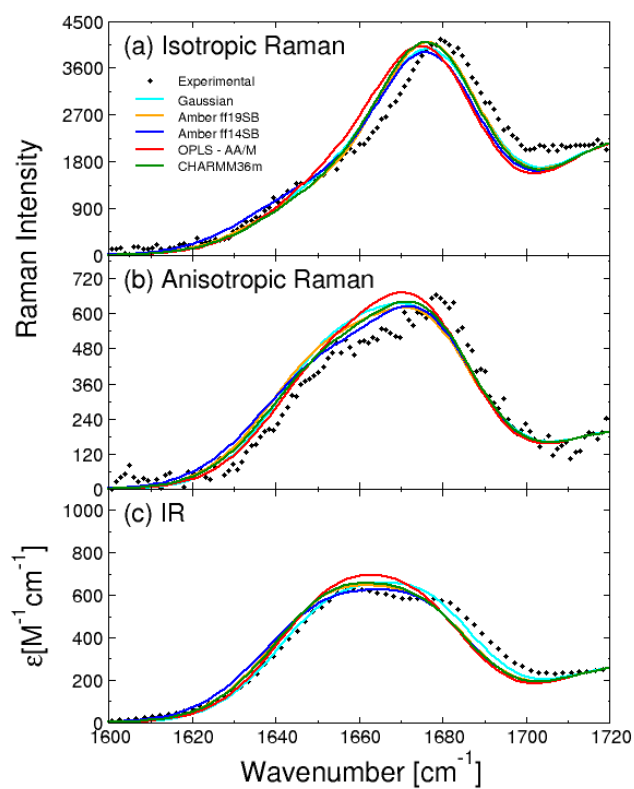 4500
(a) Isotropic Raman
3600
Experimental
Gaussian
2700
Amber ff19SB
Amber ff14SB
1800
OPLS - AA/M
CHARMM36m
900
0
Raman Intensity
(b) Anisotropic Raman
720
600
480
360
240
120
0
(c) IR
1000
800
600
400
200
0
ε[M⁻¹cm⁻¹]
1600 1620 1640 1660 1680 1700 1720
Wavenumber [cm⁻¹]